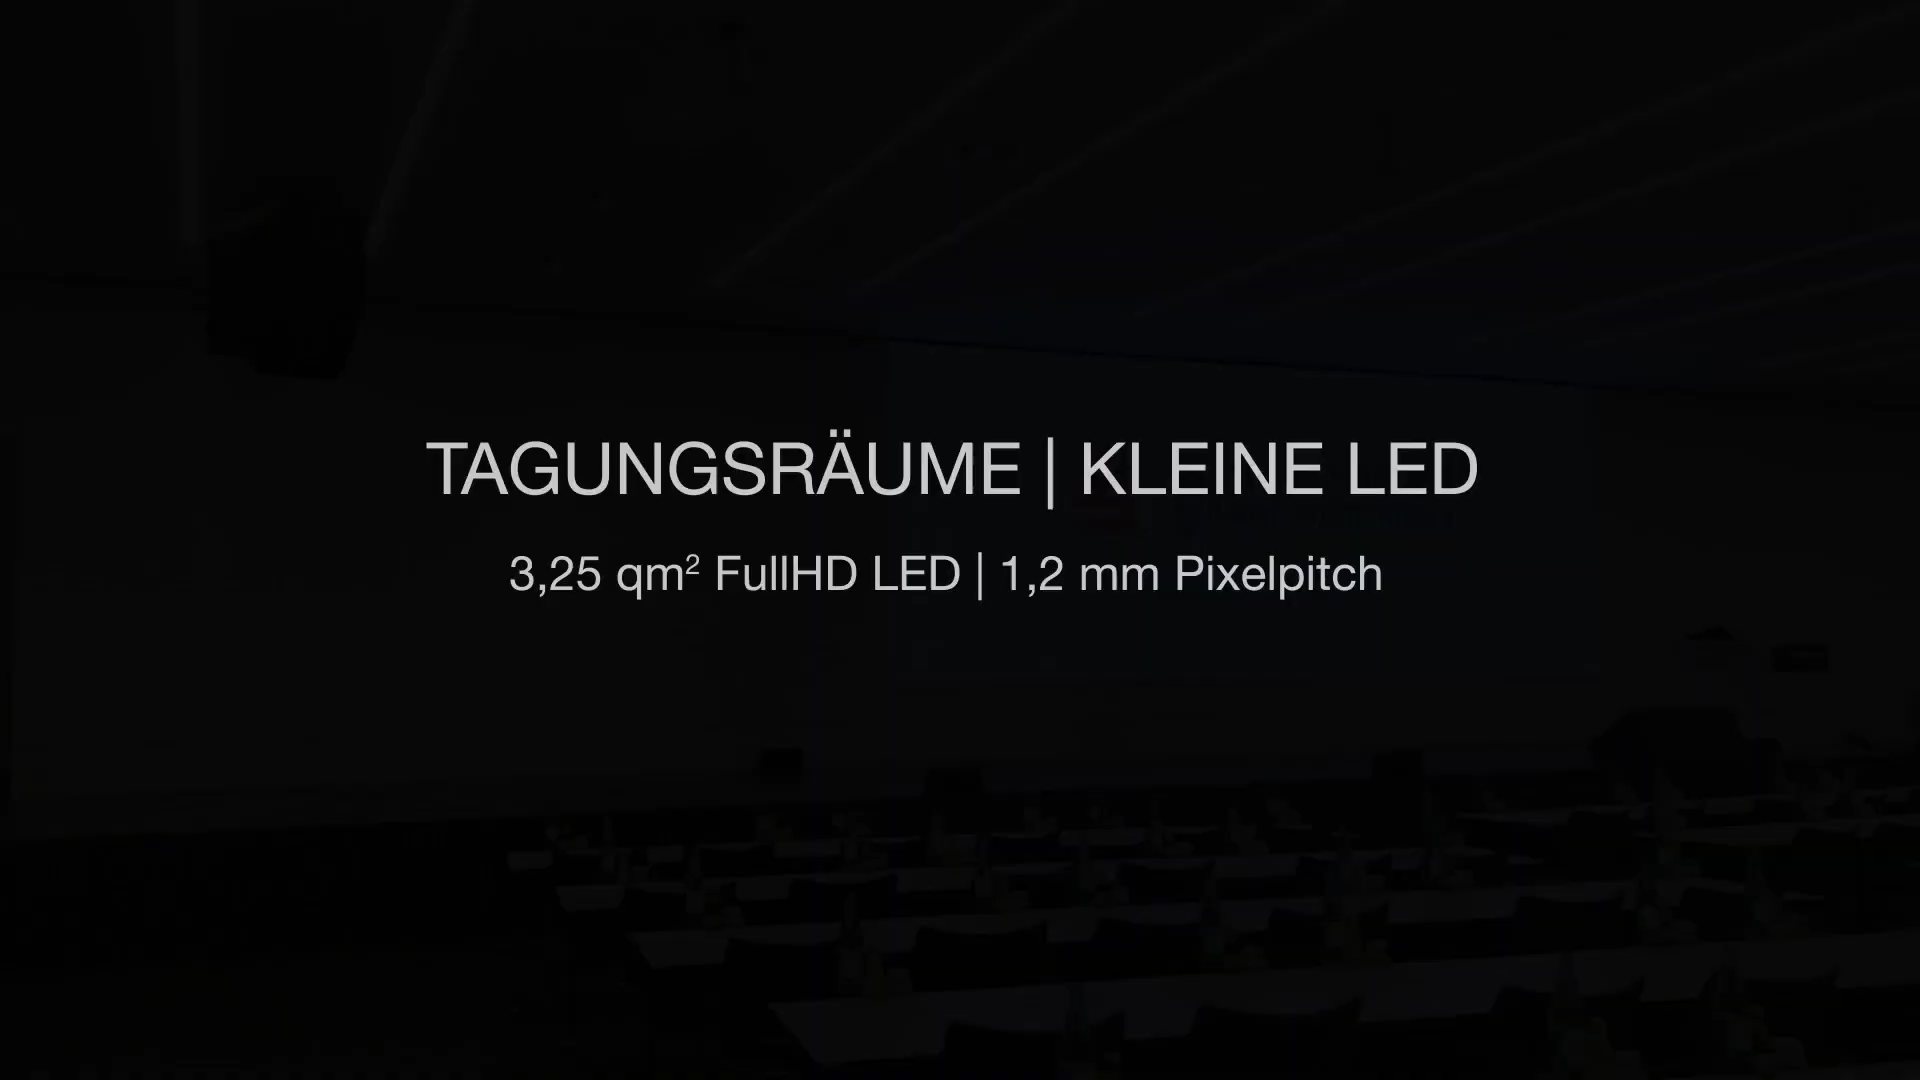 TAGUNGSRÄUME | KLEINE LED
3,25 qm² FullHD LED | 1,2 mm Pixelpitch